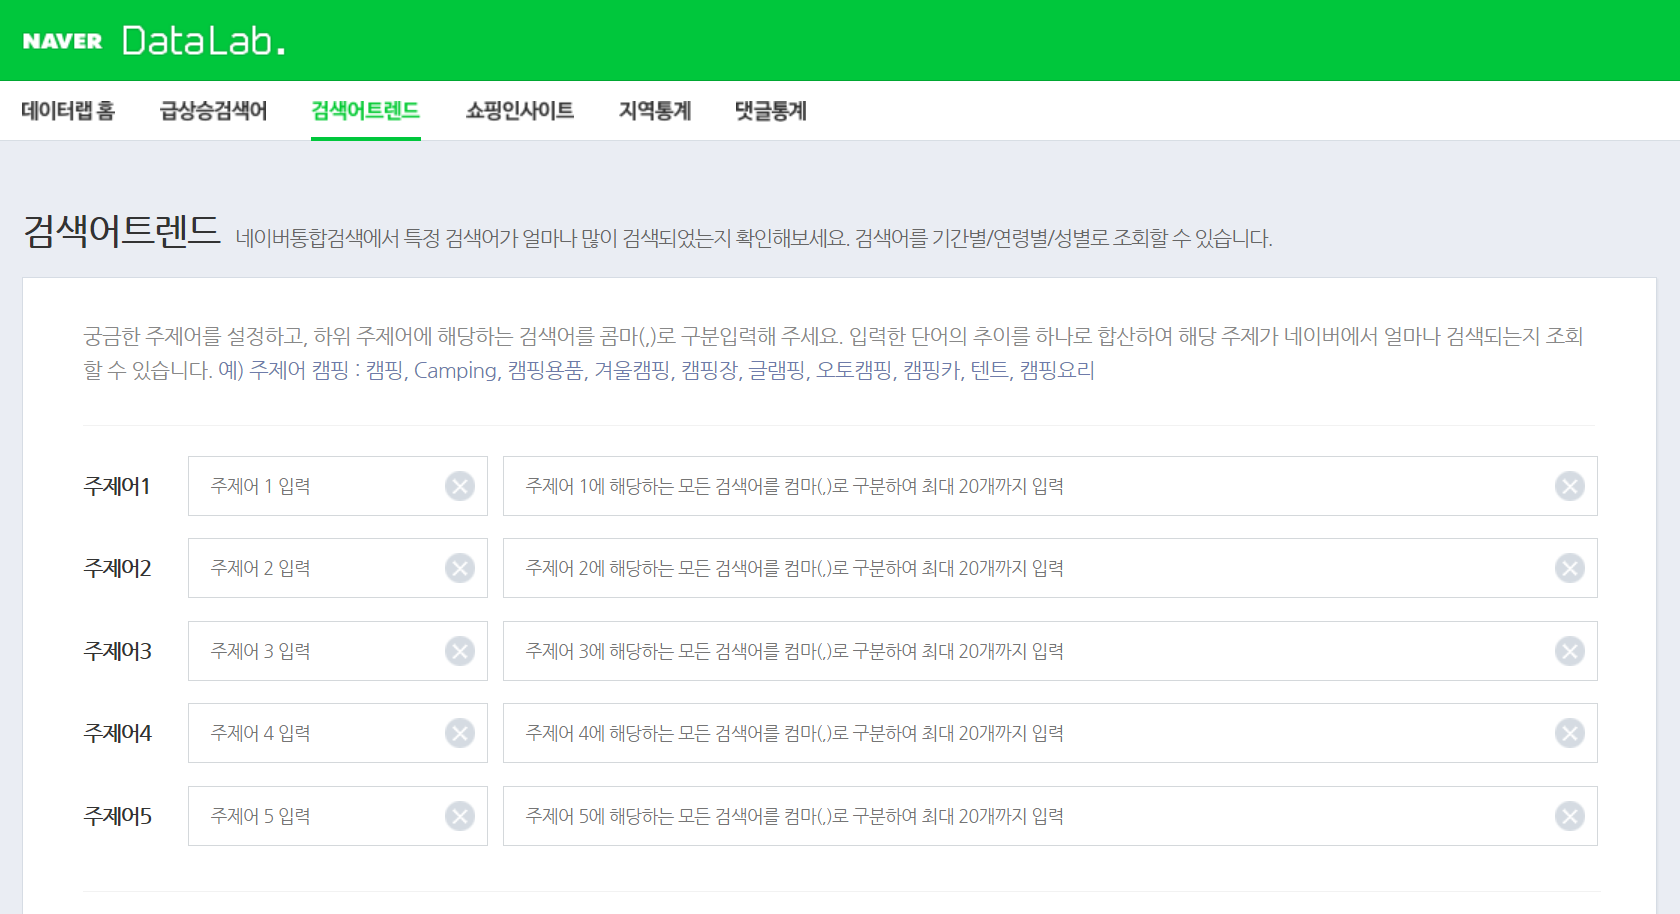 NAVER DataLab.
데이터랩 홈 급상승검색어 검색어트렌드 쇼핑인사이트 지역통계 댓글통계
검색어트렌드 네이버통합검색에서 특정 검색어가 얼마나 많이 검색되었는지 확인해보세요. 검색어를 기간별/연령별/성별로 조회할 수 있습니다.
궁금한 주제어를 설정하고, 하위 주제어에 해당하는 검색어를 콤마(,)로 구분입력해 주세요. 입력한 단어의 추이를 하나로 합산하여 해당 주제가 네이버에서 얼마나 검색되는지 조회
할 수 있습니다. 예) 주제어 캠핑 : 캠핑, Camping, 캠핑용품, 겨울캠핑, 캠핑장, 글램핑, 오토캠핑, 캠핑카, 텐트, 캠핑요리
주제어1 주제어 1 입력 주제어 1에 해당하는 모든 검색어를 컴마(,)로 구분하여 최대 20개까지 입력
주제어2 주제어 2 입력 주제어 2에 해당하는 모든 검색어를 컴마(,)로 구분하여 최대 20개까지 입력
주제어3 주제어 3 입력 주제어 3에 해당하는 모든 검색어를 컴마(,)로 구분하여 최대 20개까지 입력
주제어4 주제어 4 입력 주제어 4에 해당하는 모든 검색어를 컴마(,)로 구분하여 최대 20개까지 입력
주제어5 주제어 5 입력 주제어 5에 해당하는 모든 검색어를 컴마(,)로 구분하여 최대 20개까지 입력